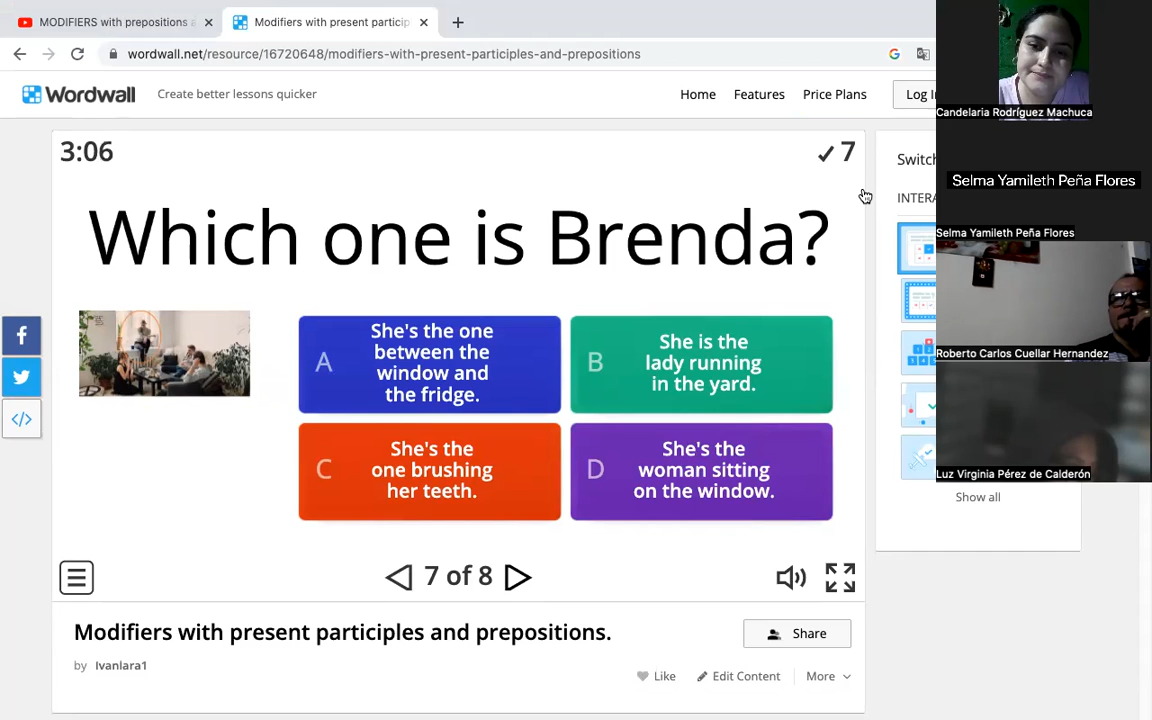 MODIFIERS with prepositions a
Modifiers with present particip
wordwall.net/resource/16720648/modifiers-with-present-participles-and-prepositions
Wordwall
Create better lessons quicker
Home
Features
Price Plans
Log I
3:06
7
Which one is Brenda?
A
She's the one
between the
window and
the fridge.
B
She is the
lady running
in the yard.
C
She's the
one brushing
her teeth.
D
She's the
woman sitting
on the window.
7 of 8
Modifiers with present participles and prepositions.
by Ivanlara1
Share
Like
Edit Content
More
Switch
INTERA
Show all
Candelaria Rodríguez Machuca
Selma Yamileth Peña Flores
Selma Yamileth Peña Flores
Roberto Carlos Cuellar Hernandez
Luz Virginia Pérez de Calderón